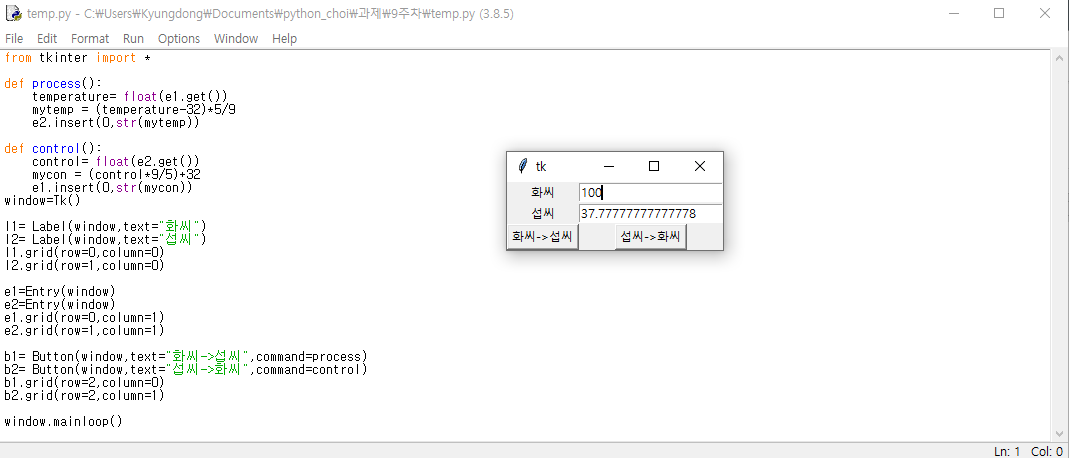 temp.py - C:₩Users₩Kyungdong₩Documents₩python_choi₩과제₩9주차₩temp.py (3.8.5)
File Edit Format Run Options Window Help
from tkinter import *
def process():
    temperature= float(e1.get())
    mytemp = (temperature-32)*5/9
    e2.insert(0,str(mytemp))
def control():
    control= float(e2.get())
    mycon = (control*9/5)+32
    e1.insert(0,str(mycon))
window=Tk()
l1= Label(window,text="화씨")
l2= Label(window,text="섭씨")
l1.grid(row=0,column=0)
l2.grid(row=1,column=0)
e1=Entry(window)
e2=Entry(window)
e1.grid(row=0,column=1)
e2.grid(row=1,column=1)
b1= Button(window,text="화씨->섭씨",command=process)
b2= Button(window,text="섭씨->화씨",command=control)
b1.grid(row=2,column=0)
b2.grid(row=2,column=1)
window.mainloop()
tk
화씨 100
섭씨 37.77777777777778
화씨->섭씨 섭씨->화씨
Ln: 1 Col: 0